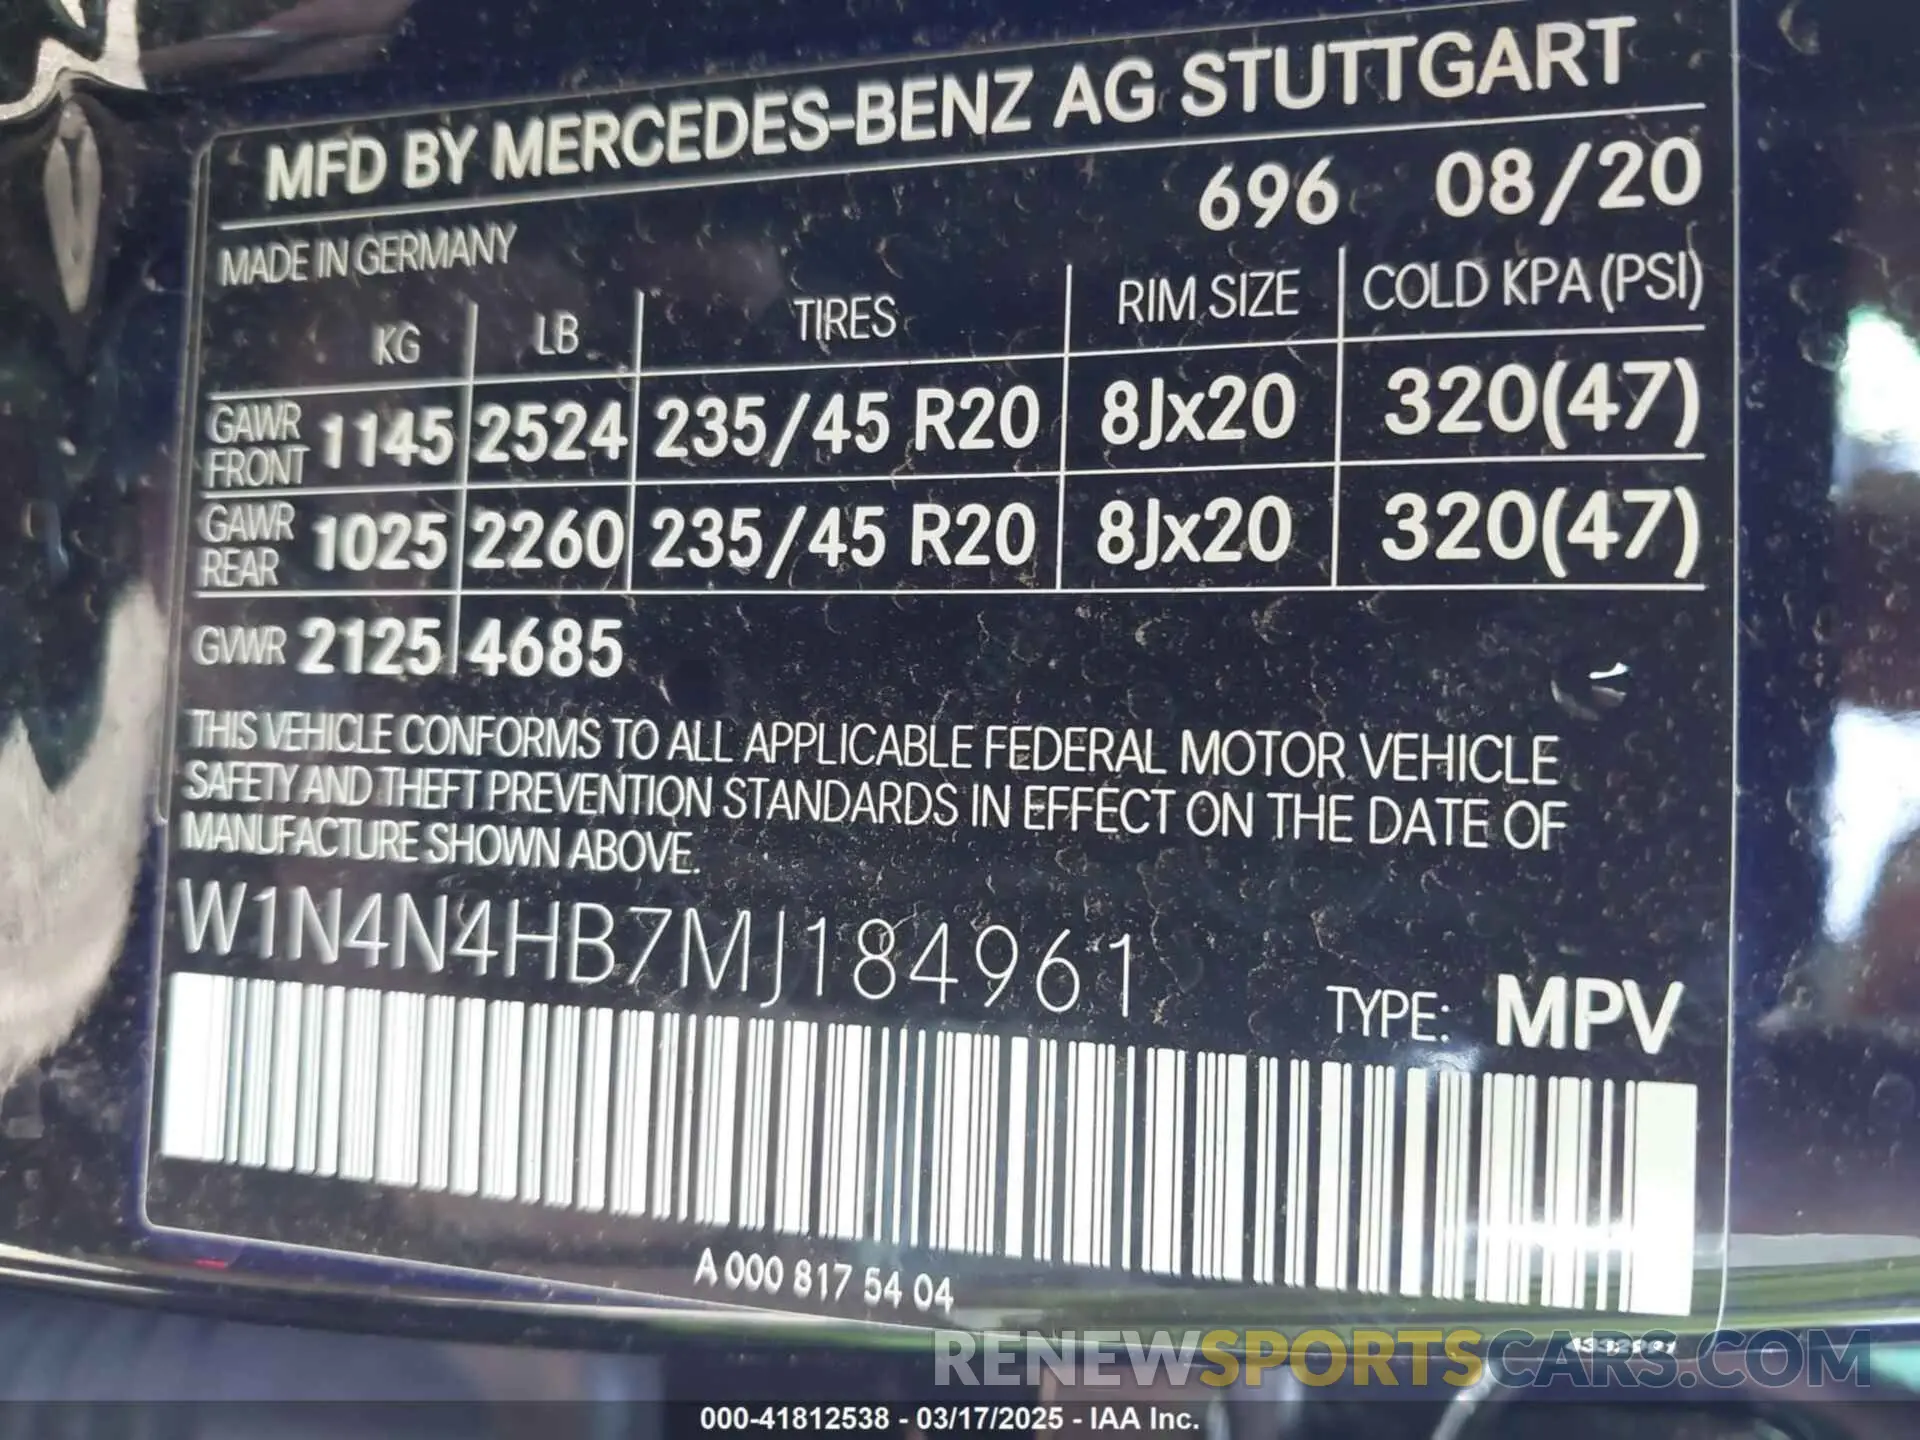 MFD BY MERCEDES-BENZ AG STUTTGART
696 08/20
MADE IN GERMANY
KG LB TIRES RIM SIZE COLD KPA (PSI)
GAWR FRONT 1145 2524 235/45 R20 8Jx20 320(47)
GAWR REAR 1025 2260 235/45 R20 8Jx20 320(47)
GVWR 2125 4685
THIS VEHICLE CONFORMS TO ALL APPLICABLE FEDERAL MOTOR VEHICLE
SAFETY AND THEFT PREVENTION STANDARDS IN EFFECT ON THE DATE OF
MANUFACTURE SHOWN ABOVE.
W1N4N4HB7MJ184961
TYPE: MPV
A 000 817 54 04
RENEWSPORTSCARS.COM
000-41812538 - 03/17/2025 - IAA Inc.